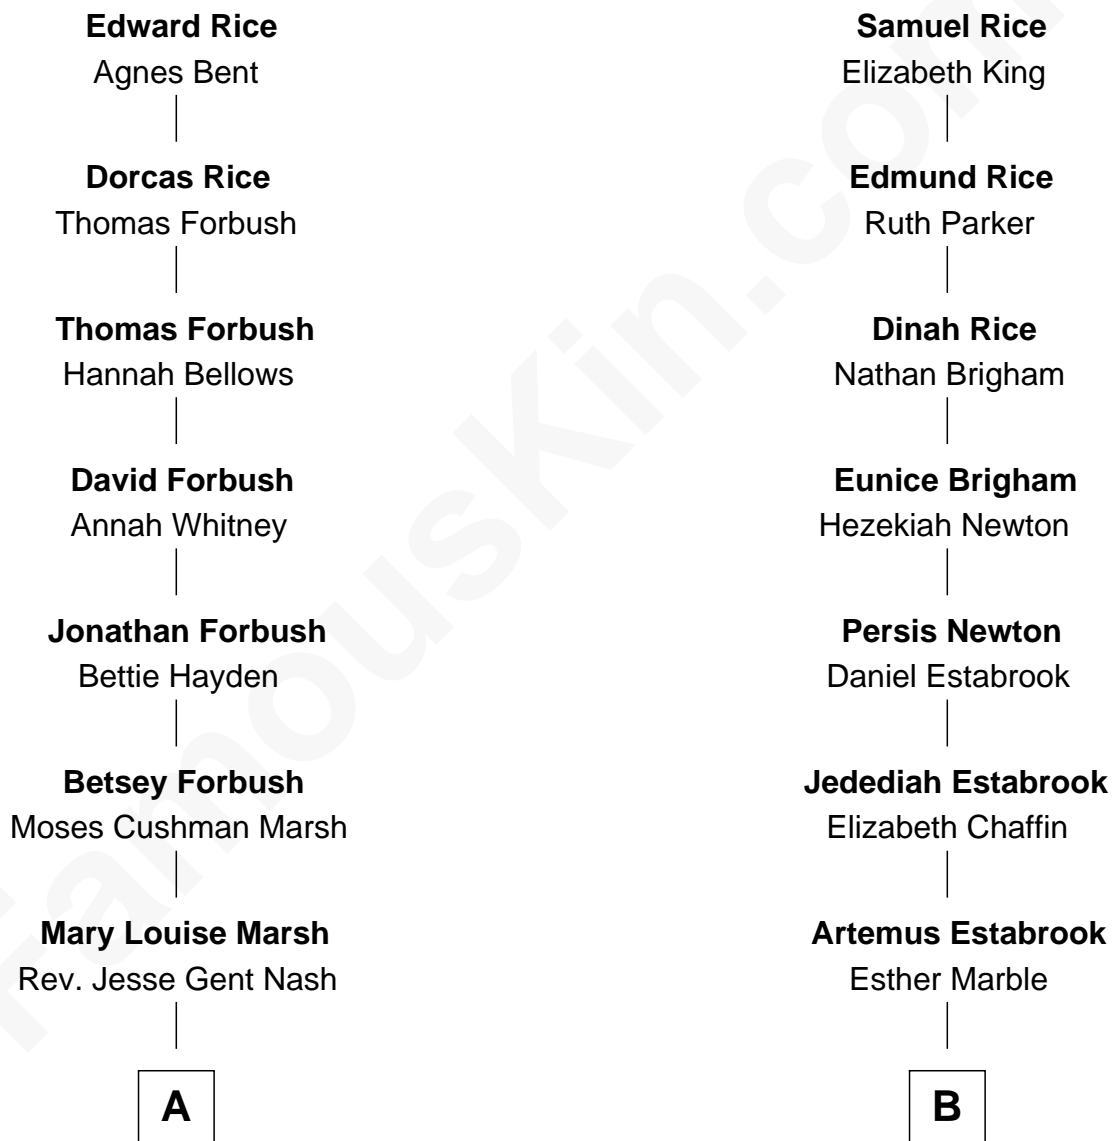 Edward Rice
Agnes Bent
Dorcas Rice
Thomas Forbush
Thomas Forbush
Hannah Bellows
David Forbush
Annah Whitney
Jonathan Forbush
Bettie Hayden
Betsey Forbush
Moses Cushman Marsh
Mary Louise Marsh
Rev. Jesse Gent Nash
A
Samuel Rice
Elizabeth King
Edmund Rice
Ruth Parker
Dinah Rice
Nathan Brigham
Eunice Brigham
Hezekiah Newton
Persis Newton
Daniel Estabrook
Jedediah Estabrook
Elizabeth Chaffin
Artemus Estabrook
Esther Marble
B
FamousKin.com